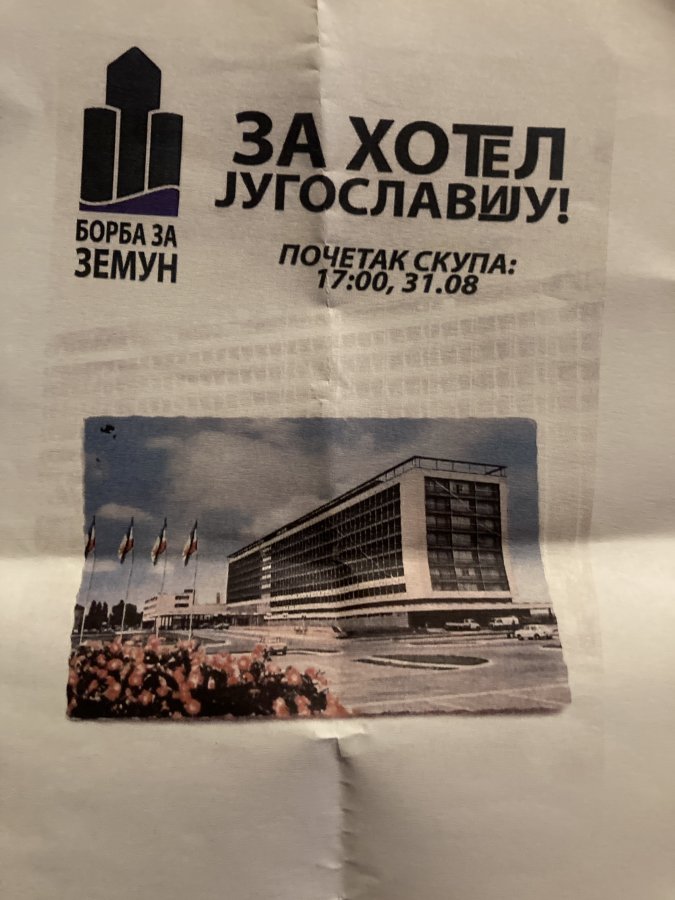 ЗА ХОТЕЛ
ЈУГОСЛАВИЈУ!
БОРБА ЗА
ЗЕМУН
ПОЧЕТАК СКУПА:
17:00, 31.08